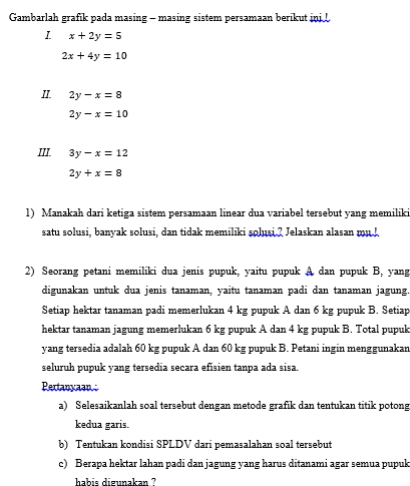 Gambarlah grafik pada masing – masing sistem persamaan berikut ini !
I. x + 2y = 5
2x + 4y = 10
II. 2y − x = 8
2y − x = 10
III. 3y − x = 12
2y + x = 8
1) Manakah dari ketiga sistem persamaan linear dua variabel tersebut yang memiliki
satu solusi, banyak solusi, dan tidak memiliki solusi ? Jelaskan alasan mu !
2) Seorang petani memiliki dua jenis pupuk, yaitu pupuk A dan pupuk B, yang
digunakan untuk dua jenis tanaman, yaitu tanaman padi dan tanaman jagung.
Setiap hektar tanaman padi memerlukan 4 kg pupuk A dan 6 kg pupuk B. Setiap
hektar tanaman jagung memerlukan 6 kg pupuk A dan 4 kg pupuk B. Total pupuk
yang tersedia adalah 60 kg pupuk A dan 60 kg pupuk B. Petani ingin menggunakan
seluruh pupuk yang tersedia secara efisien tanpa ada sisa.
Pertanyaan :
a) Selesaikanlah soal tersebut dengan metode grafik dan tentukan titik potong
kedua garis.
b) Tentukan kondisi SPLDV dari pemasalahan soal tersebut
c) Berapa hektar lahan padi dan jagung yang harus ditanami agar semua pupuk
habis digunakan ?